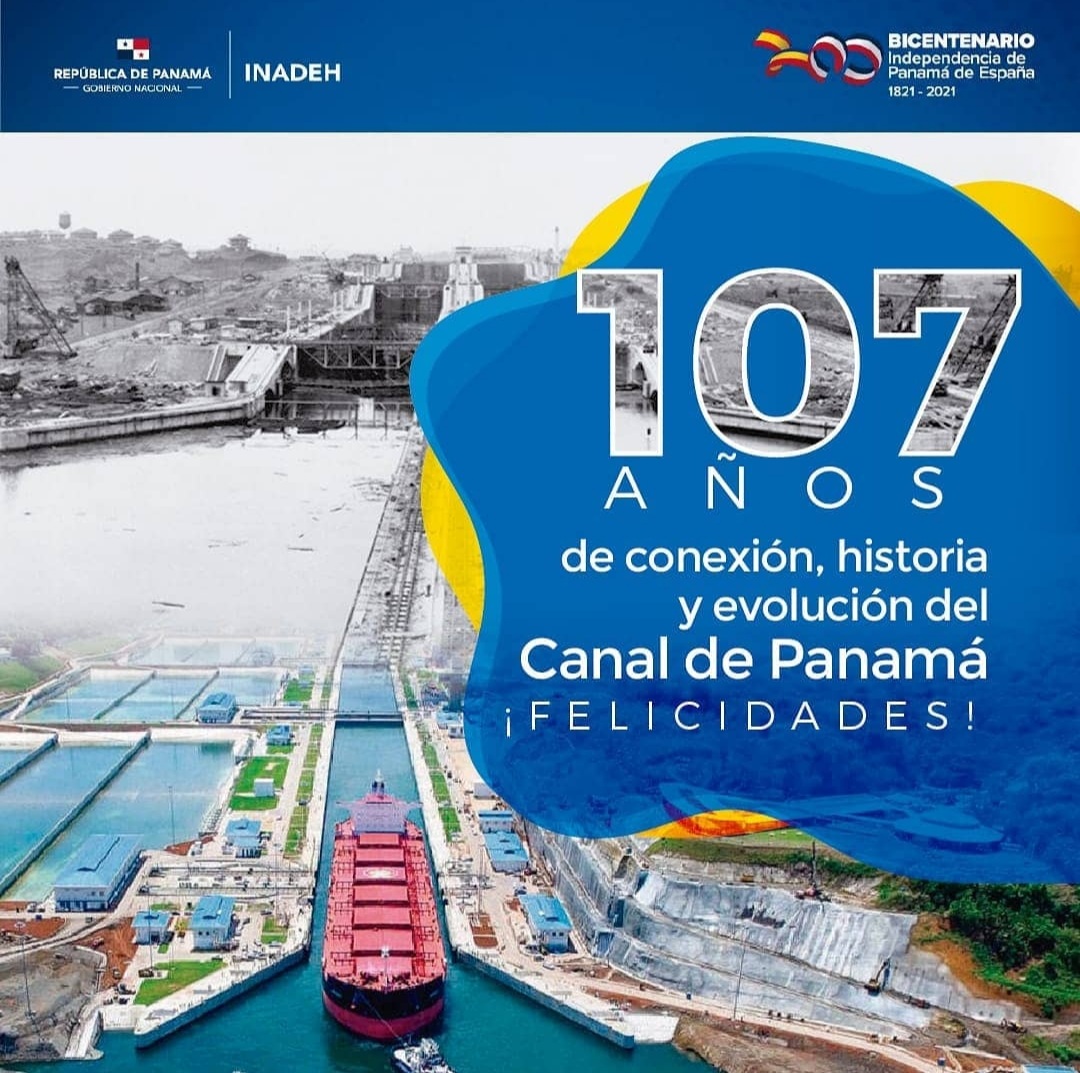 REPÚBLICA DE PANAMÁ
GOBIERNO NACIONAL
INADEH
200
BICENTENARIO
Independencia de
Panamá de España
1821 - 2021
107
AÑOS
de conexión, historia
y evolución del
Canal de Panamá
¡FELICIDADES!